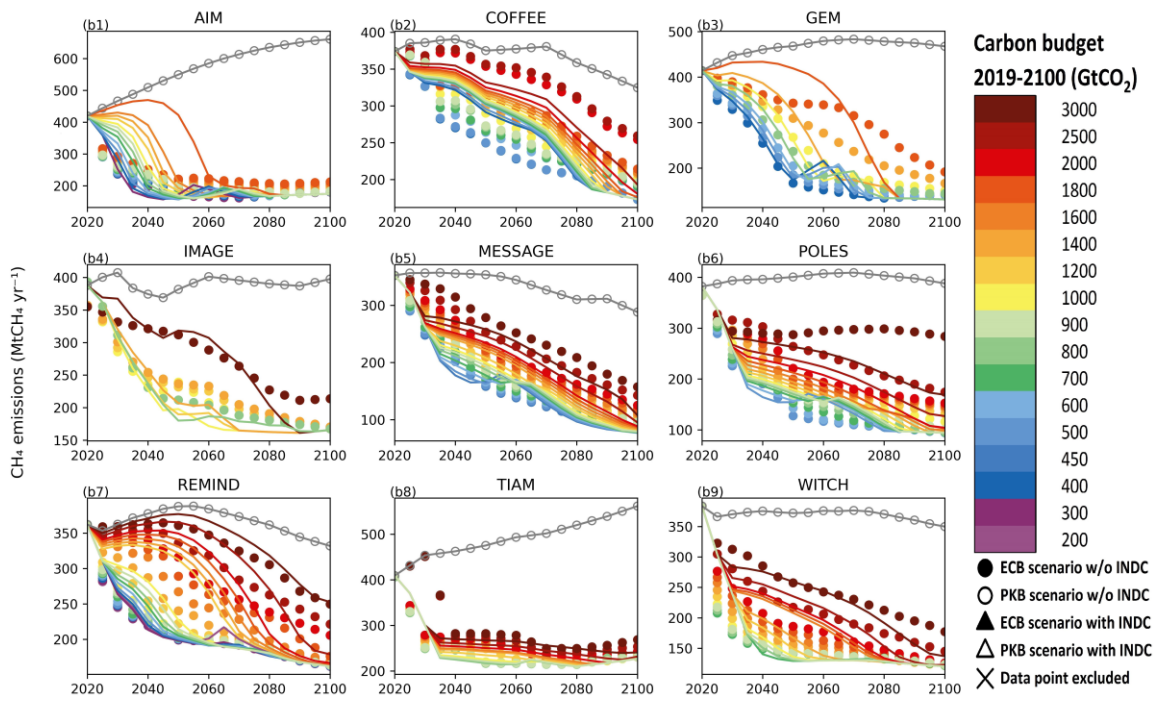 AIM
COFFEE
GEM
(b1)
(b2)
(b3)
600
500
400
300
200
400
350
300
250
200
500
400
300
200
2020 2040 2060 2080 2100
2020 2040 2060 2080 2100
2020 2040 2060 2080 2100
IMAGE
MESSAGE
POLES
(b4)
(b5)
(b6)
400
350
300
250
200
150
300
200
100
400
300
200
100
2020 2040 2060 2080 2100
2020 2040 2060 2080 2100
2020 2040 2060 2080 2100
REMIND
TIAM
WITCH
(b7)
(b8)
(b9)
350
300
250
200
500
400
300
200
350
300
250
200
150
2020 2040 2060 2080 2100
2020 2040 2060 2080 2100
2020 2040 2060 2080 2100
CH₄ emissions (MtCH₄ yr⁻¹)
Carbon budget
2019-2100 (GtCO₂)
3000
2500
2000
1800
1600
1400
1200
1000
900
800
700
600
500
450
400
300
200
ECB scenario w/o INDC
PKB scenario w/o INDC
ECB scenario with INDC
PKB scenario with INDC
Data point excluded